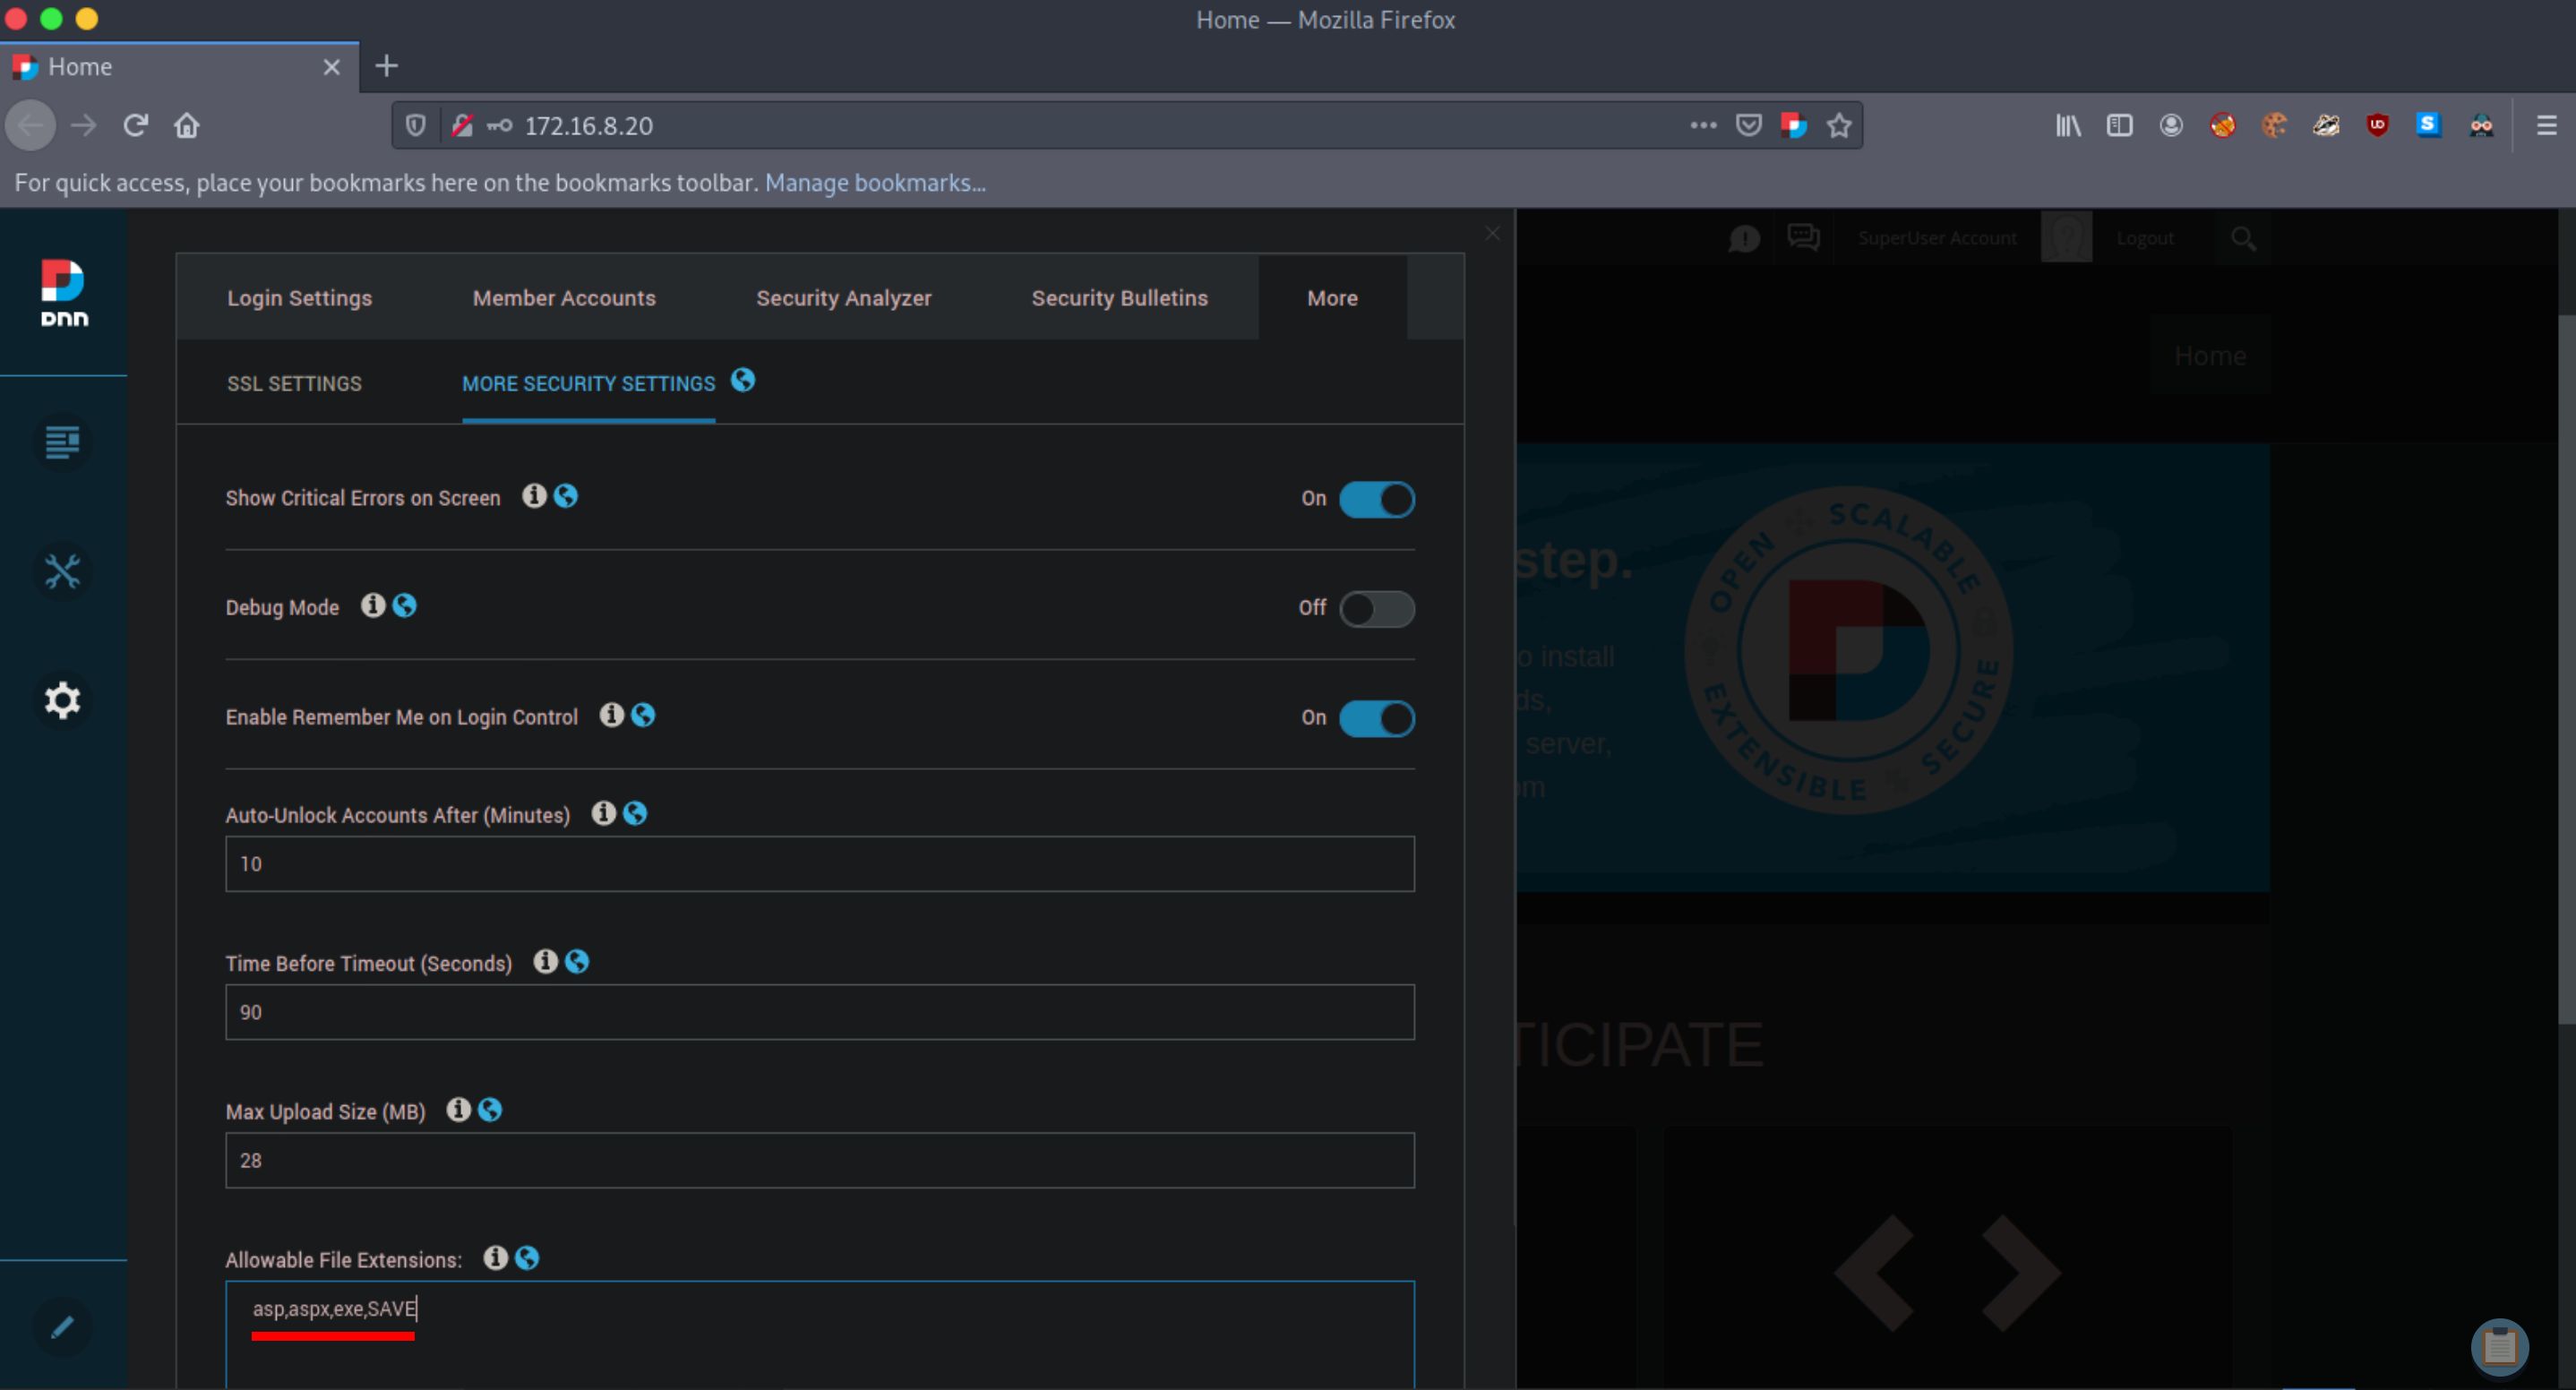 Home — Mozilla Firefox
Home
172.16.8.20
For quick access, place your bookmarks here on the bookmarks toolbar. Manage bookmarks...
SuperUser Account Logout
DNN
Login Settings Member Accounts Security Analyzer Security Bulletins More
Home
SSL SETTINGS MORE SECURITY SETTINGS
Show Critical Errors on Screen On
OPEN SCALABLE SECURE EXTENSIBLE
step.
Debug Mode Off
o install
ds,
Enable Remember Me on Login Control On
server,
om
Auto-Unlock Accounts After (Minutes)
10
Time Before Timeout (Seconds)
90
TICIPATE
Max Upload Size (MB)
28
Allowable File Extensions:
asp,aspx,exe,SAVE